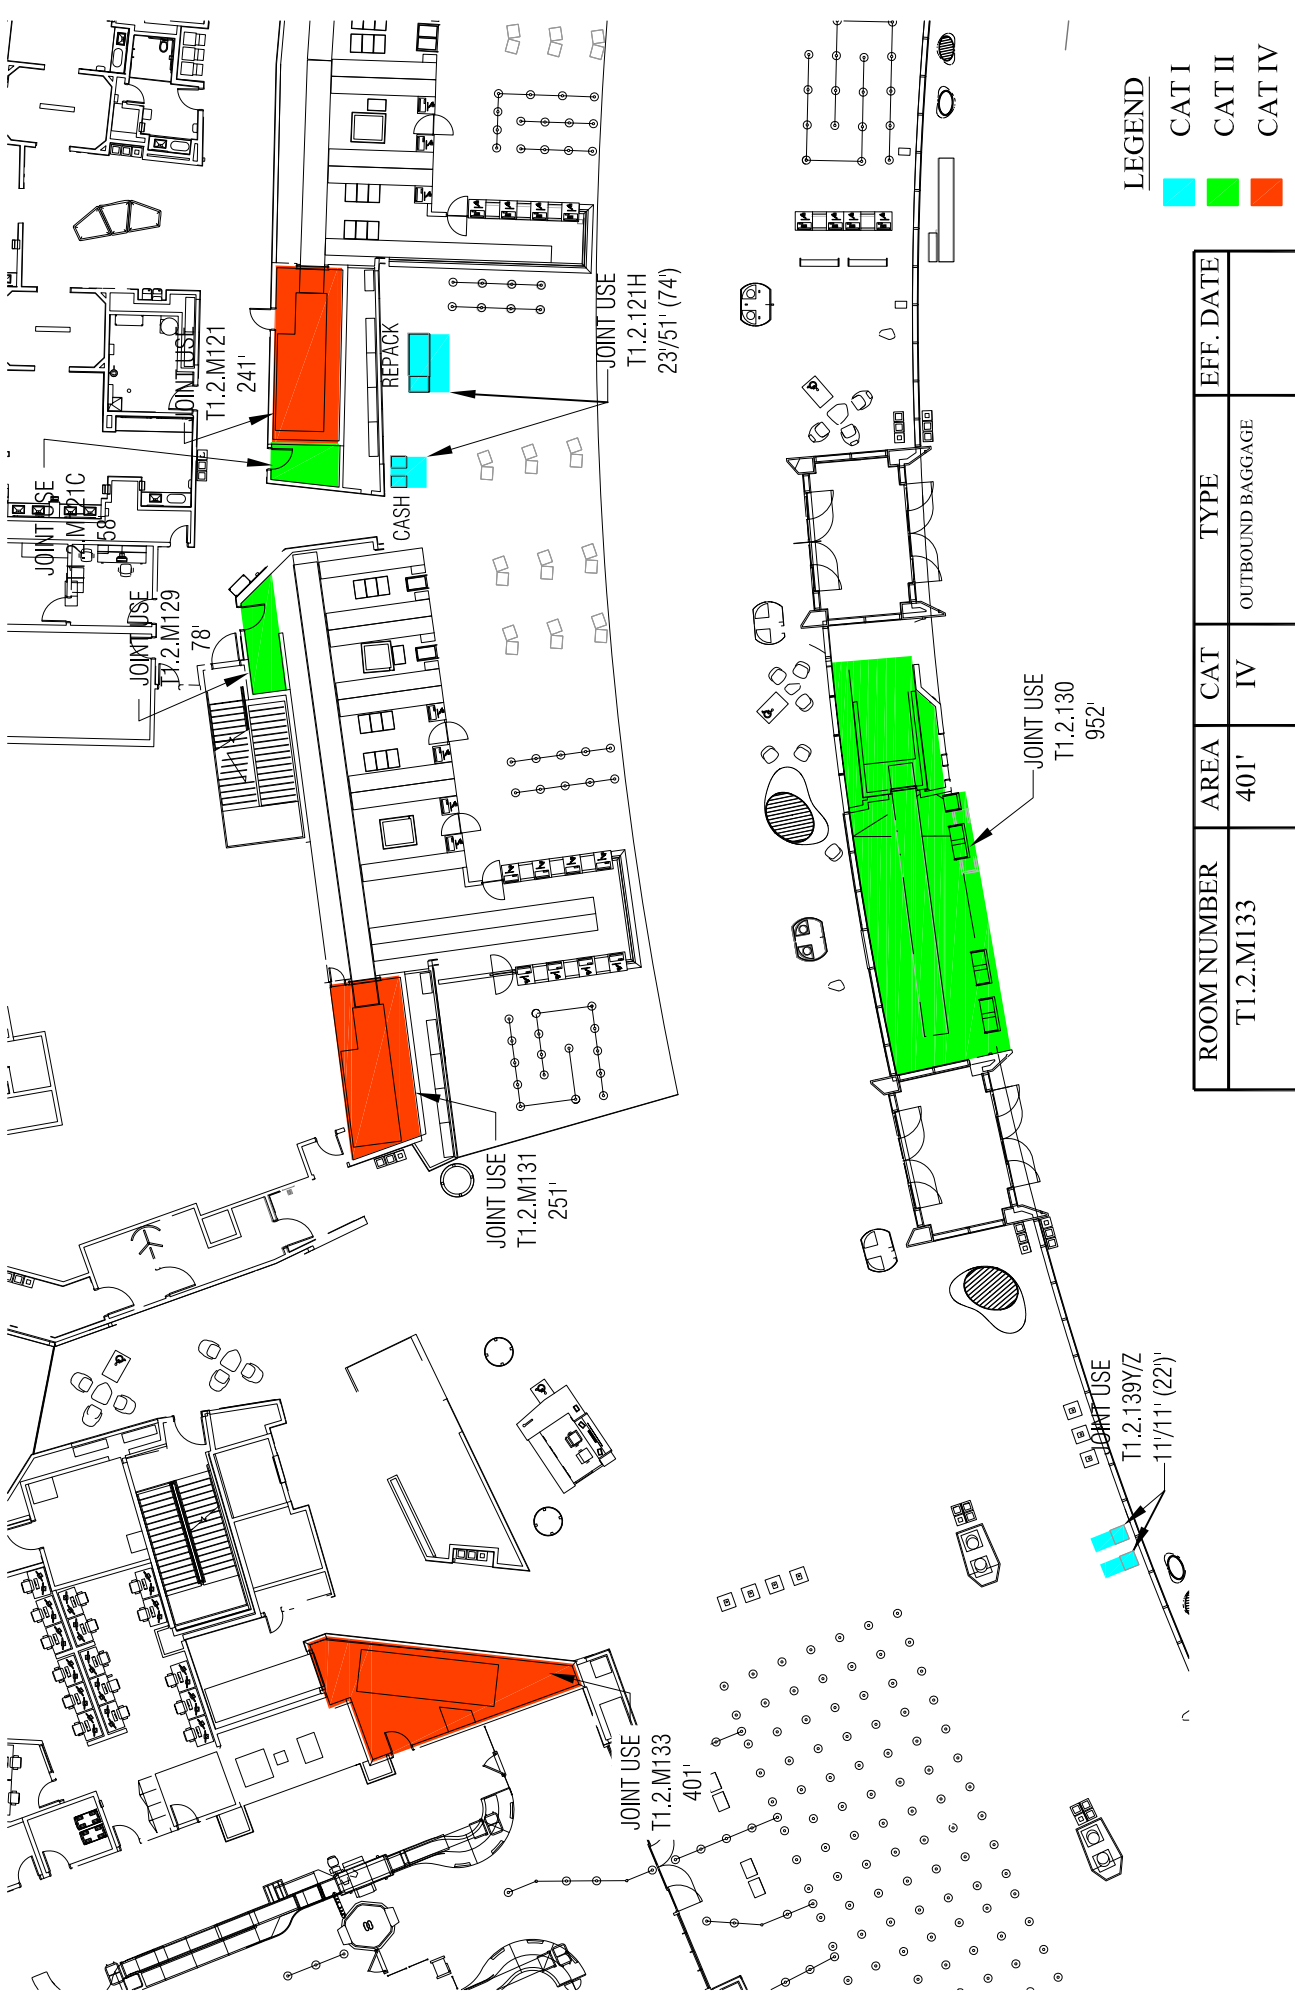 JOINT USE
T1.2.M121
241'
JOINT USE
58'
JOINT USE
T1.2.M129
78'
REPACK
CASH
JOINT USE
T1.2.121H
23'/51' (74')
JOINT USE
T1.2.M131
251'
JOINT USE
T1.2.130
952'
JOINT USE
T1.2.139Y/Z
11'/11' (22')
JOINT USE
T1.2.M133
401'
LEGEND
CAT I
CAT II
CAT IV
ROOM NUMBER AREA CAT TYPE EFF. DATE
T1.2.M133 401' IV OUTBOUND BAGGAGE